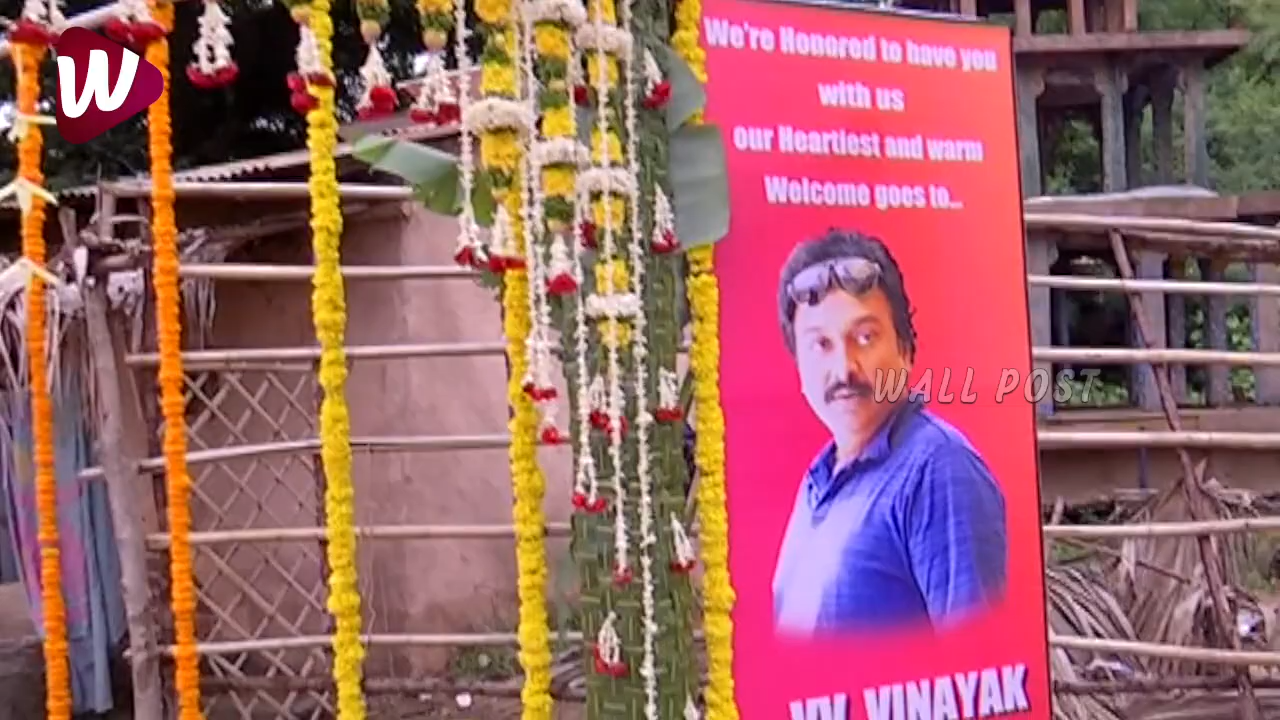 W
We're Honored to have you
with us
our Heartiest and warm
Welcome goes to...
WALL POST
VV. VINAYAK